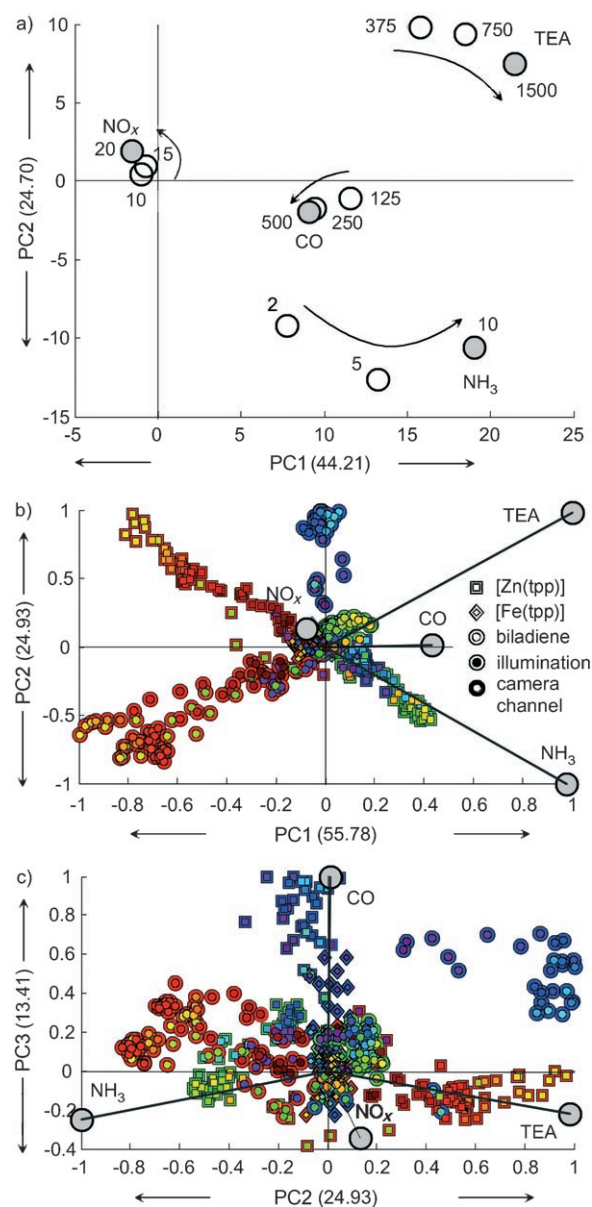 a)
10
5
0
-5
-10
-15
PC2 (24.70)
375
750
TEA
1500
NOx
20
15
10
125
500
250
CO
2
10
5
NH3
-5
0
5
10
15
20
25
PC1 (44.21)
b)
1
0.5
0
-0.5
-1
PC2 (24.93)
TEA
NOx
CO
[Zn(tpp)]
[Fe(tpp)]
biladiene
illumination
camera
channel
NH3
-1
-0.8
-0.6
-0.4
-0.2
0
0.2
0.4
0.6
0.8
1
PC1 (55.78)
c)
1
0.8
0.6
0.4
0.2
0
-0.2
-0.4
PC3 (13.41)
CO
NH3
NOx
TEA
-1
-0.8
-0.6
-0.4
-0.2
0
0.2
0.4
0.6
0.8
1
PC2 (24.93)